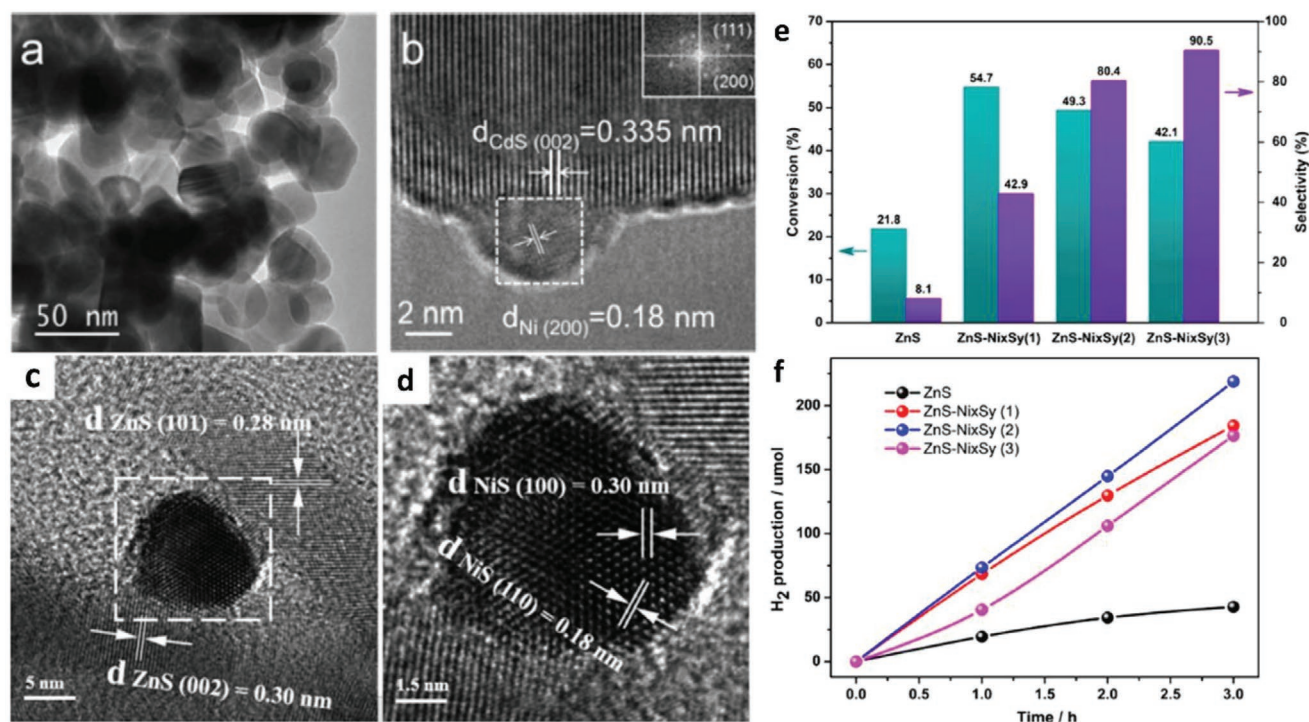 a
50 nm
b
(111)
(200)
dCdS (002)=0.335 nm
2 nm
dNi (200)=0.18 nm
c
d ZnS (101) = 0.28 nm
d ZnS (002) = 0.30 nm
5 nm
d
d NiS (100) = 0.30 nm
d NiS (110) = 0.18 nm
1.5 nm
e
Conversion (%)
70
60
50
40
30
20
10
0
21.8
8.1
54.7
42.9
49.3
80.4
42.1
90.5
100
80
60
40
20
0
Selectivity (%)
ZnS
ZnS-NixSy(1)
ZnS-NixSy(2)
ZnS-NixSy(3)
f
H2 production / umol
200
150
100
50
0
ZnS
ZnS-NixSy (1)
ZnS-NixSy (2)
ZnS-NixSy (3)
0.0
0.5
1.0
1.5
2.0
2.5
3.0
Time / h